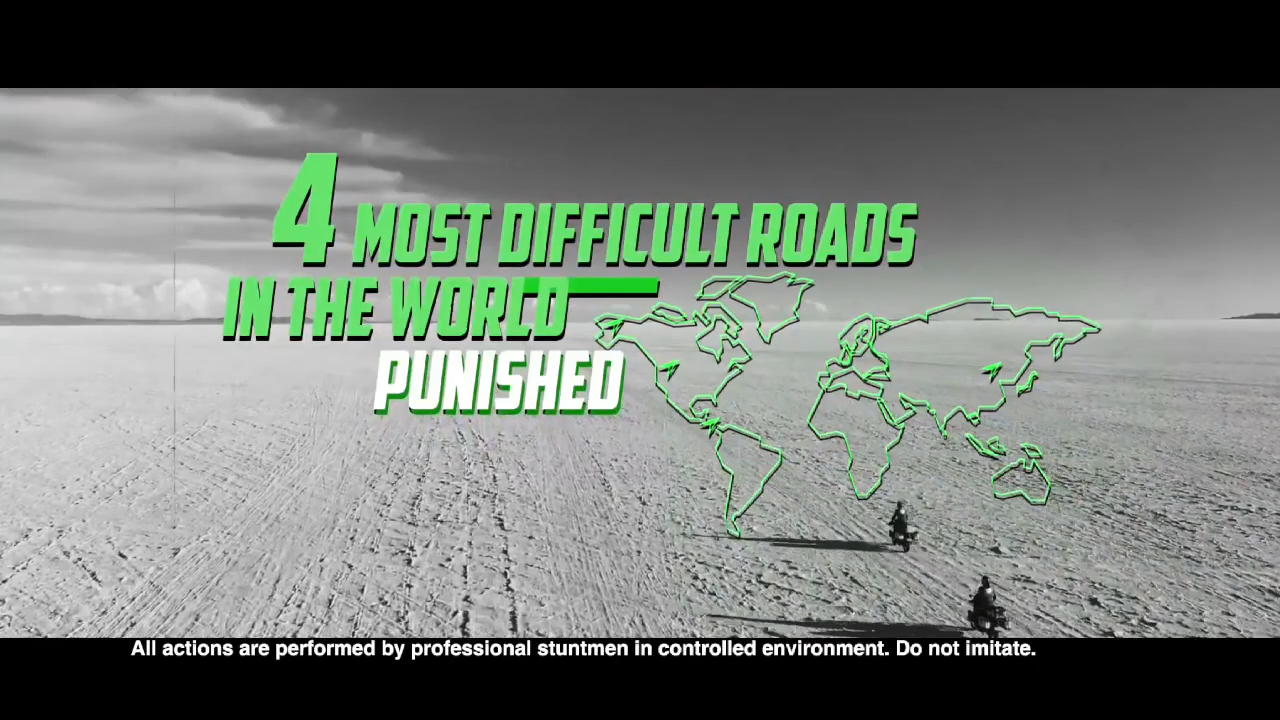 4 MOST DIFFICULT ROADS
IN THE WORLD
PUNISHED
All actions are performed by professional stuntmen in controlled environment. Do not imitate.